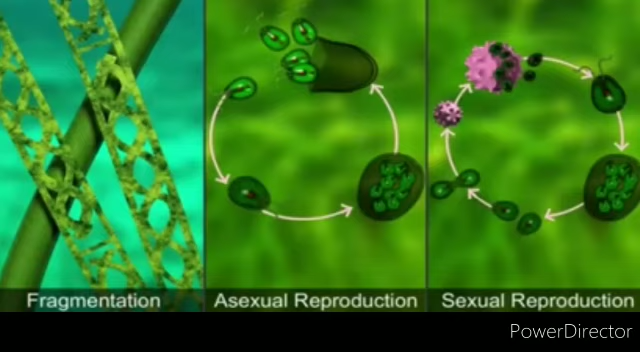 Fragmentation
Asexual Reproduction
Sexual Reproduction
PowerDirector